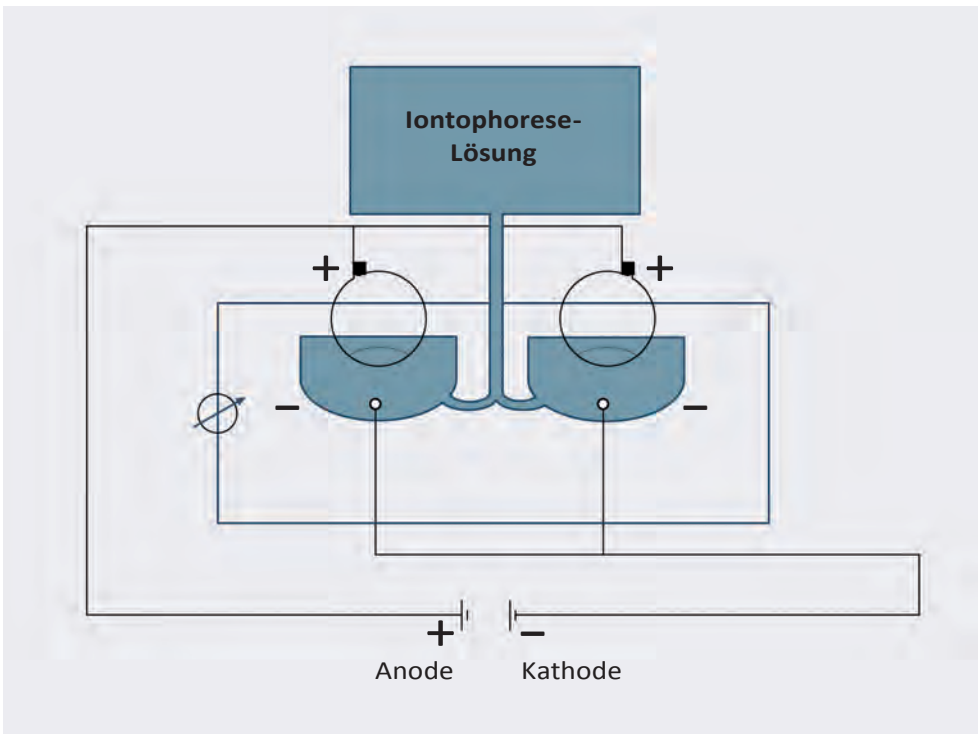 Iontophorese-
Lösung
+ +
− −
+ −
Anode Kathode